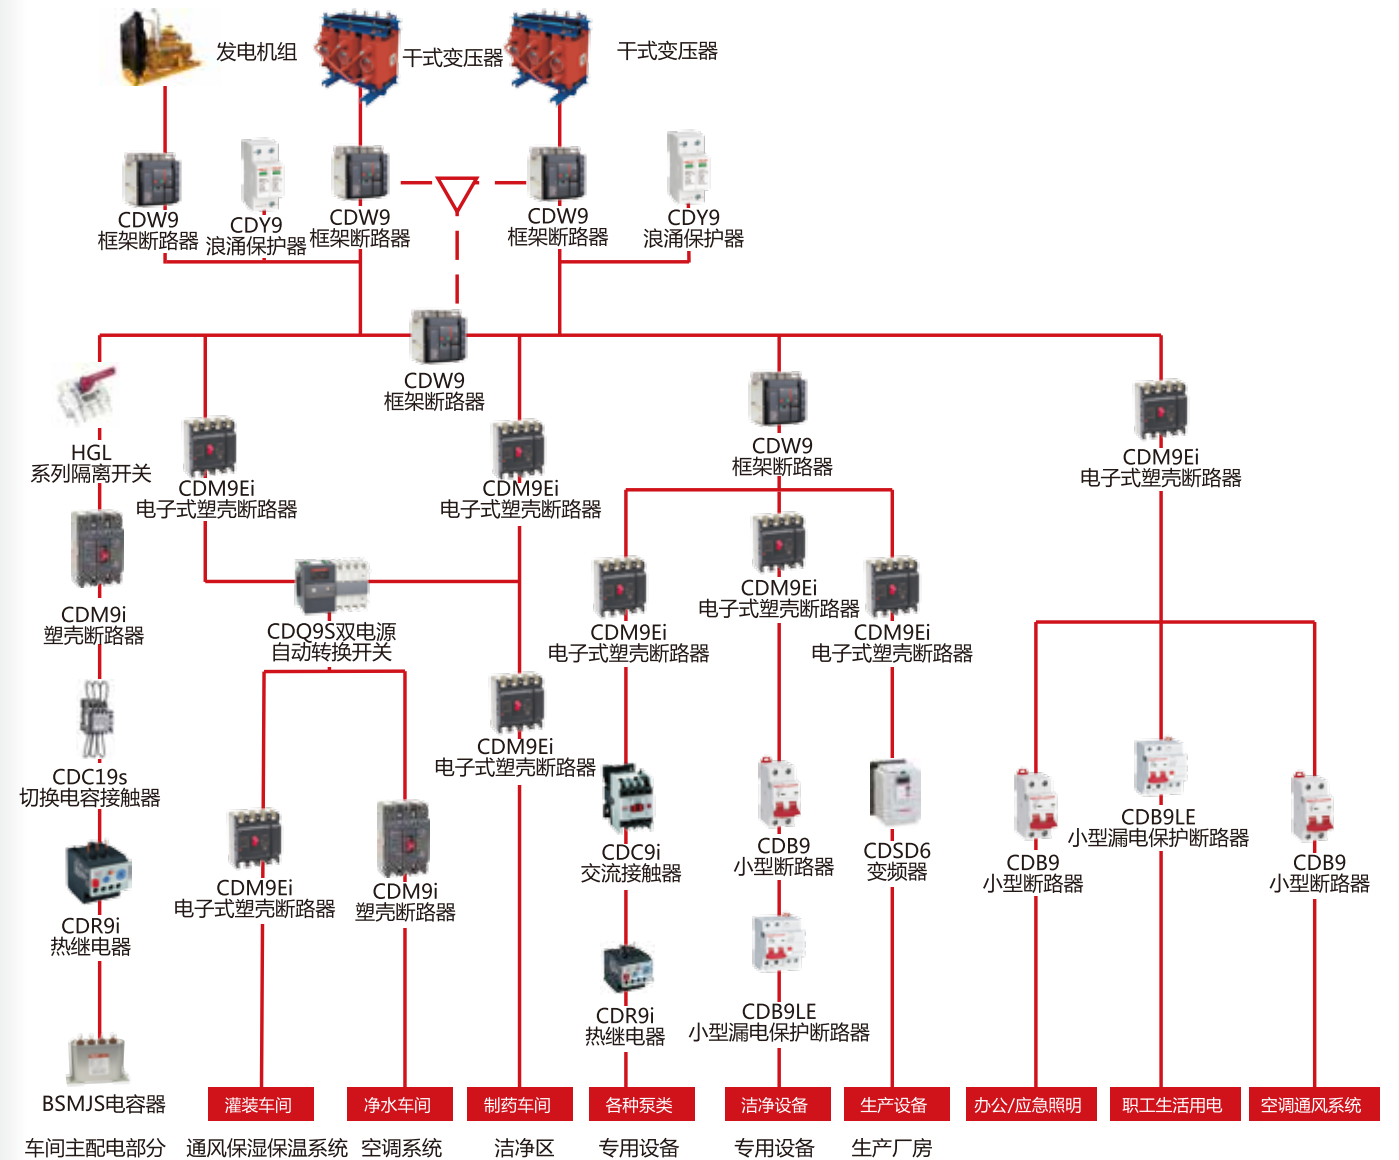 发电机组
干式变压器
干式变压器
CDW9
框架断路器
CDY9
浪涌保护器
CDW9
框架断路器
CDW9
框架断路器
CDY9
浪涌保护器
CDW9
框架断路器
HGL
系列隔离开关
CDM9Ei
电子式塑壳断路器
CDM9Ei
电子式塑壳断路器
CDW9
框架断路器
CDM9Ei
电子式塑壳断路器
CDM9i
塑壳断路器
CDQ9S双电源
自动转换开关
CDM9Ei
电子式塑壳断路器
CDM9Ei
电子式塑壳断路器
CDM9Ei
电子式塑壳断路器
CDC19s
切换电容接触器
CDM9Ei
电子式塑壳断路器
CDC9i
交流接触器
CDB9
小型断路器
CDSD6
变频器
CDB9
小型断路器
CDB9LE
小型漏电保护断路器
CDB9
小型断路器
CDR9i
热继电器
CDM9Ei
电子式塑壳断路器
CDM9i
塑壳断路器
CDR9i
热继电器
CDB9LE
小型漏电保护断路器
BSMJS电容器
灌装车间
净水车间
制药车间
各种泵类
洁净设备
生产设备
办公/应急照明
职工生活用电
空调通风系统
车间主配电部分
通风保湿保温系统
空调系统
洁净区
专用设备
专用设备
生产厂房